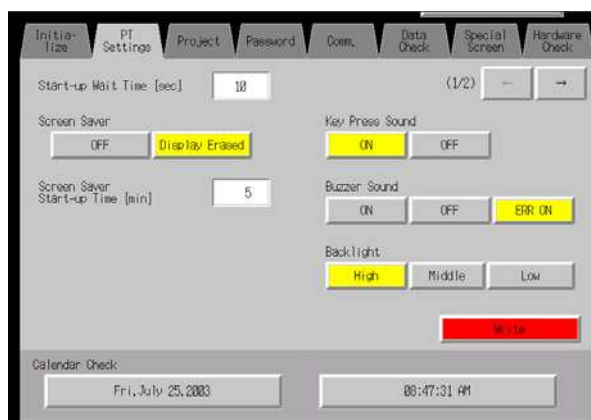 Initia-
lize
PT
Settings
Project
Password
Comm.
Data
Check
Special
Screen
Hardware
Check
Start-up Wait Time [sec]
10
(1/2)
←
→
Screen Saver
OFF
Display Erased
Key Press Sound
ON
OFF
Screen Saver
Start-up Time [min]
5
Buzzer Sound
ON
OFF
ERR ON
Backlight
High
Middle
Low
Write
Calendar Check
Fri,July 25,2003
08:47:31 AM